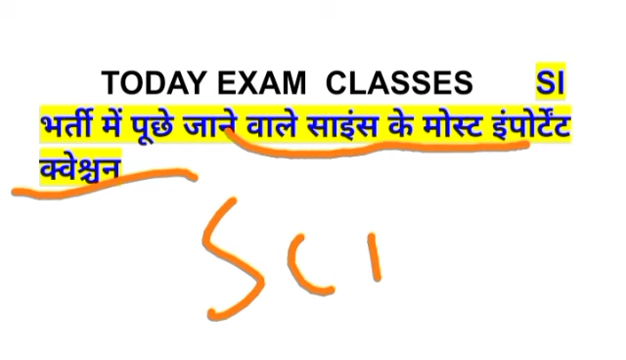 TODAY EXAM CLASSES SI
भर्ती में पूछे जाने वाले साइंस के मोस्ट इंपोर्टेंट
क्वेश्चन
SCI